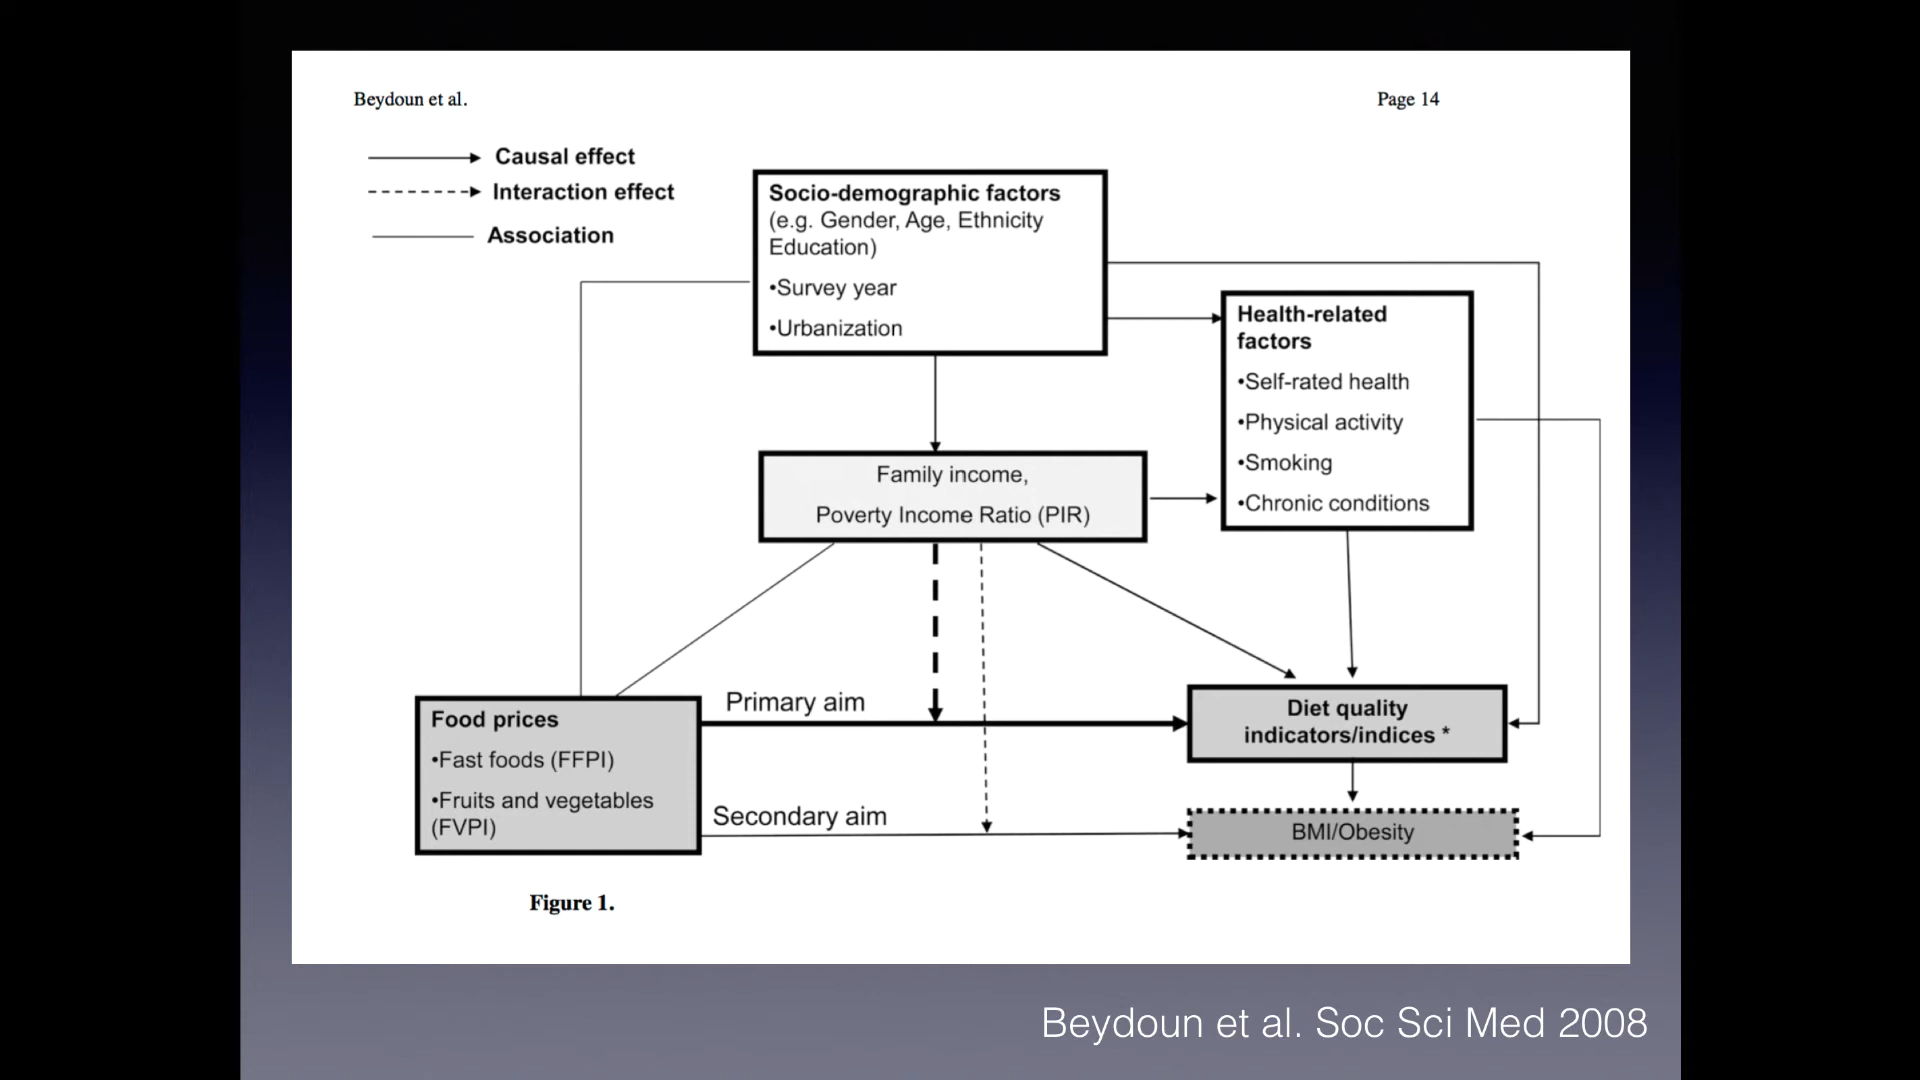 Beydoun et al.
Page 14
Causal effect
Interaction effect
Association
Socio-demographic factors
(e.g. Gender, Age, Ethnicity
Education)
•Survey year
•Urbanization
Health-related
factors
•Self-rated health
•Physical activity
•Smoking
•Chronic conditions
Family income,
Poverty Income Ratio (PIR)
Primary aim
Food prices
•Fast foods (FFPI)
•Fruits and vegetables
(FVPI)
Secondary aim
Diet quality
indicators/indices *
BMI/Obesity
Figure 1.
Beydoun et al. Soc Sci Med 2008